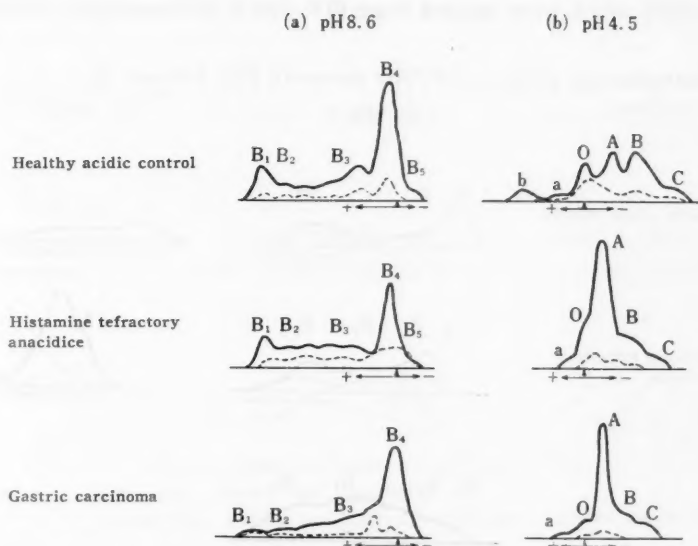 (a) pH8.6 (b) pH4.5
Healthy acidic control
B₁ B₂ B₃ B₄ B₅
+ −
b a O A B C
+ −
Histamine tefractory
anacidice
B₁ B₂ B₃ B₄ B₅
+ −
a O A B C
+ −
Gastric carcinoma
B₁ B₂ B₃ B₄
+ −
a O A B C
+ −